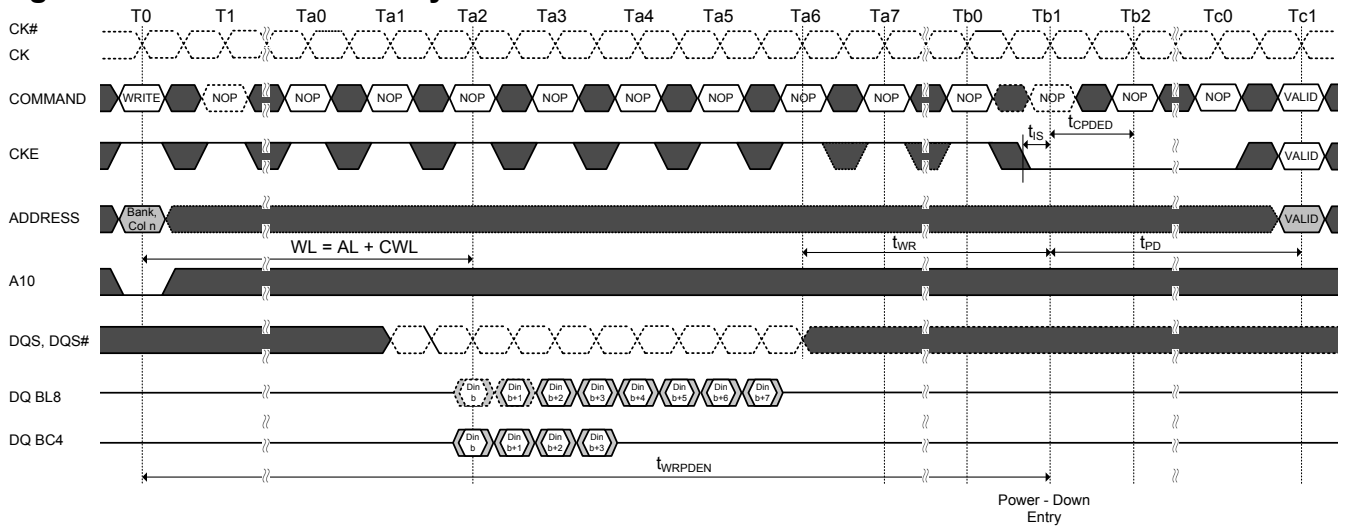 T0 T1 Ta0 Ta1 Ta2 Ta3 Ta4 Ta5 Ta6 Ta7 Tb0 Tb1 Tb2 Tc0 Tc1
CK#
CK
COMMAND WRITE NOP NOP NOP NOP NOP NOP NOP NOP NOP NOP NOP NOP NOP VALID
tIS tCPDED
CKE VALID
ADDRESS Bank, Col n VALID
WL = AL + CWL tWR tPD
A10
DQS, DQS#
DQ BL8 Din b Din b+1 Din b+2 Din b+3 Din b+4 Din b+5 Din b+6 Din b+7
DQ BC4 Din b Din b+1 Din b+2 Din b+3
tWRPDEN
Power - Down
Entry